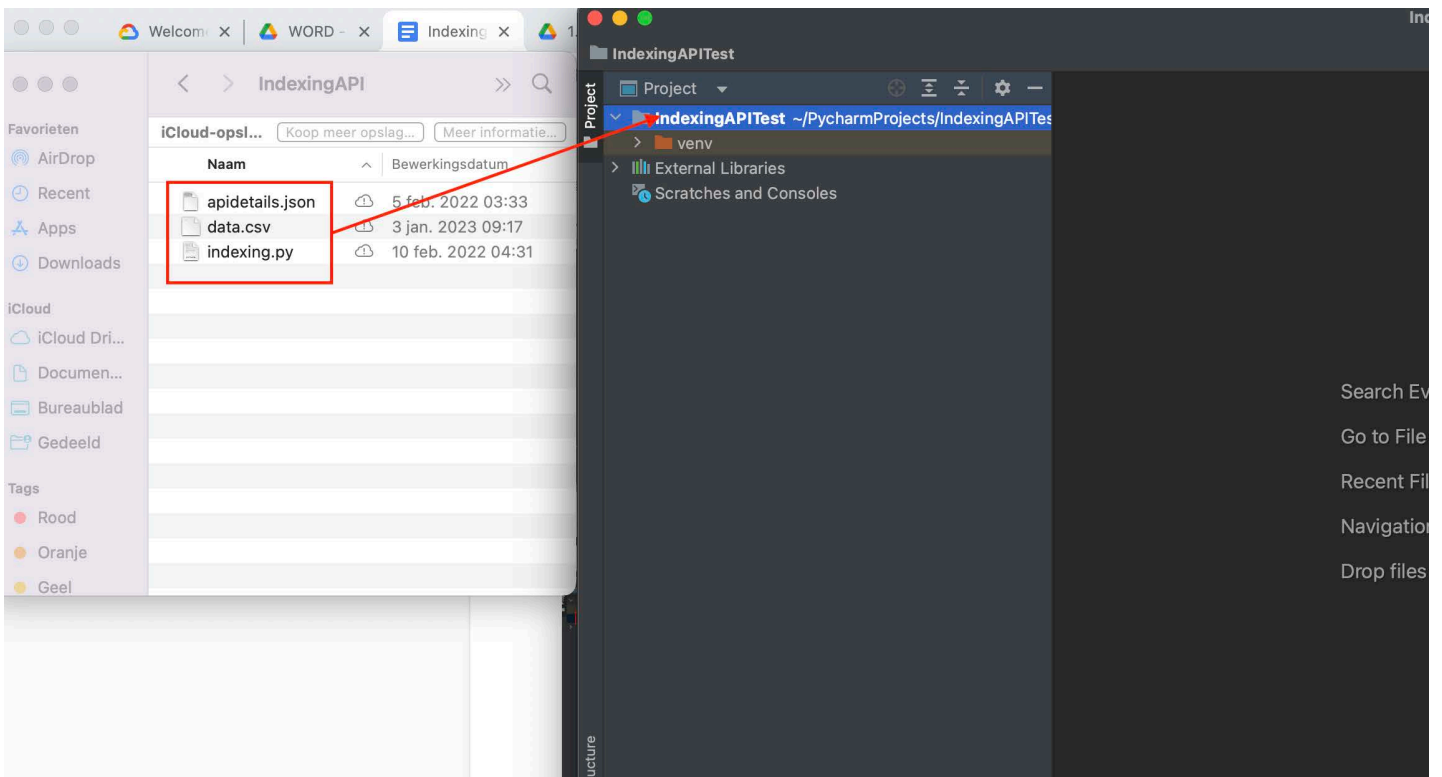 Welcom
WORD -
Indexing
1.
IndexingAPI
Favorieten
AirDrop
Recent
Apps
Downloads
iCloud
iCloud Dri...
Documen...
Bureaublad
Gedeeld
Tags
Rood
Oranje
Geel
iCloud-opsl...
Koop meer opslag...
Meer informatie...
Naam
Bewerkingsdatum
apidetails.json
5 feb. 2022 03:33
data.csv
3 jan. 2023 09:17
indexing.py
10 feb. 2022 04:31
Ind
IndexingAPITest
Project
Project
IndexingAPITest ~/PycharmProjects/IndexingAPITes
venv
External Libraries
Scratches and Consoles
Search Ev
Go to File
Recent Fil
Navigation
Drop files
ucture